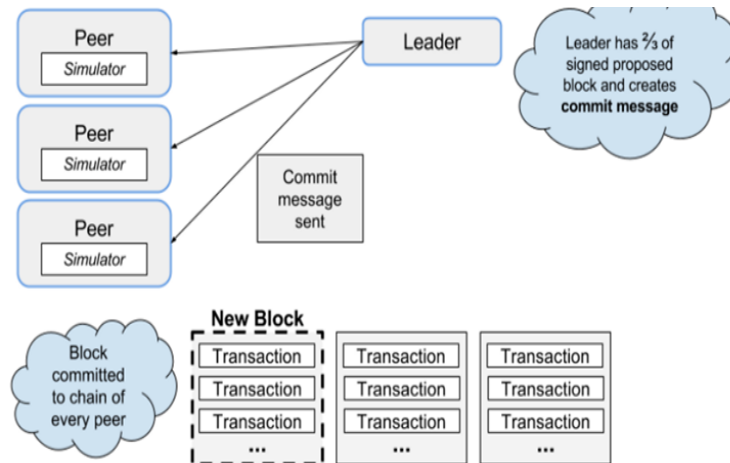 Peer
Simulator
Peer
Simulator
Peer
Simulator
Leader
Leader has ⅔ of
signed proposed
block and creates
commit message
Commit
message
sent
Block
committed
to chain of
every peer
New Block
Transaction
Transaction
Transaction
...
Transaction
Transaction
Transaction
...
Transaction
Transaction
Transaction
...